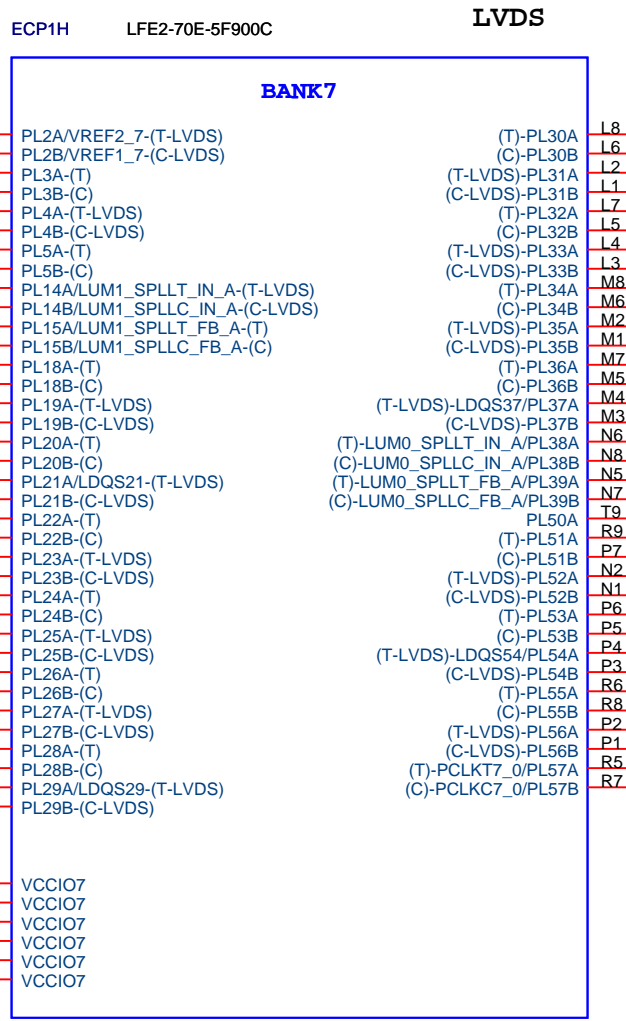 LVDS
ECP1H LFE2-70E-5F900C
BANK7
PL2A/VREF2_7-(T-LVDS) (T)-PL30A L8
PL2B/VREF1_7-(C-LVDS) (C)-PL30B L6
PL3A-(T) (T-LVDS)-PL31A L2
PL3B-(C) (C-LVDS)-PL31B L1
PL4A-(T-LVDS) (T)-PL32A L7
PL4B-(C-LVDS) (C)-PL32B L5
PL5A-(T) (T-LVDS)-PL33A L4
PL5B-(C) (C-LVDS)-PL33B L3
PL14A/LUM1_SPLLT_IN_A-(T-LVDS) (T)-PL34A M8
PL14B/LUM1_SPLLC_IN_A-(C-LVDS) (C)-PL34B M6
PL15A/LUM1_SPLLT_FB_A-(T) (T-LVDS)-PL35A M2
PL15B/LUM1_SPLLC_FB_A-(C) (C-LVDS)-PL35B M1
PL18A-(T) (T)-PL36A M7
PL18B-(C) (C)-PL36B M5
PL19A-(T-LVDS) (T-LVDS)-LDQS37/PL37A M4
PL19B-(C-LVDS) (C-LVDS)-PL37B M3
PL20A-(T) (T)-LUM0_SPLLT_IN_A/PL38A N6
PL20B-(C) (C)-LUM0_SPLLC_IN_A/PL38B N8
PL21A/LDQS21-(T-LVDS) (T)-LUM0_SPLLT_FB_A/PL39A N5
PL21B-(C-LVDS) (C)-LUM0_SPLLC_FB_A/PL39B N7
PL22A-(T) PL50A T9
PL22B-(C) (T)-PL51A R9
PL23A-(T-LVDS) (C)-PL51B P7
PL23B-(C-LVDS) (T-LVDS)-PL52A N2
PL24A-(T) (C-LVDS)-PL52B N1
PL24B-(C) (T)-PL53A P6
PL25A-(T-LVDS) (C)-PL53B P5
PL25B-(C-LVDS) (T-LVDS)-LDQS54/PL54A P4
PL26A-(T) (C-LVDS)-PL54B P3
PL26B-(C) (T)-PL55A R6
PL27A-(T-LVDS) (C)-PL55B R8
PL27B-(C-LVDS) (T-LVDS)-PL56A P2
PL28A-(T) (C-LVDS)-PL56B P1
PL28B-(C) (T)-PCLKT7_0/PL57A R5
PL29A/LDQS29-(T-LVDS) (C)-PCLKC7_0/PL57B R7
PL29B-(C-LVDS)
VCCIO7
VCCIO7
VCCIO7
VCCIO7
VCCIO7
VCCIO7